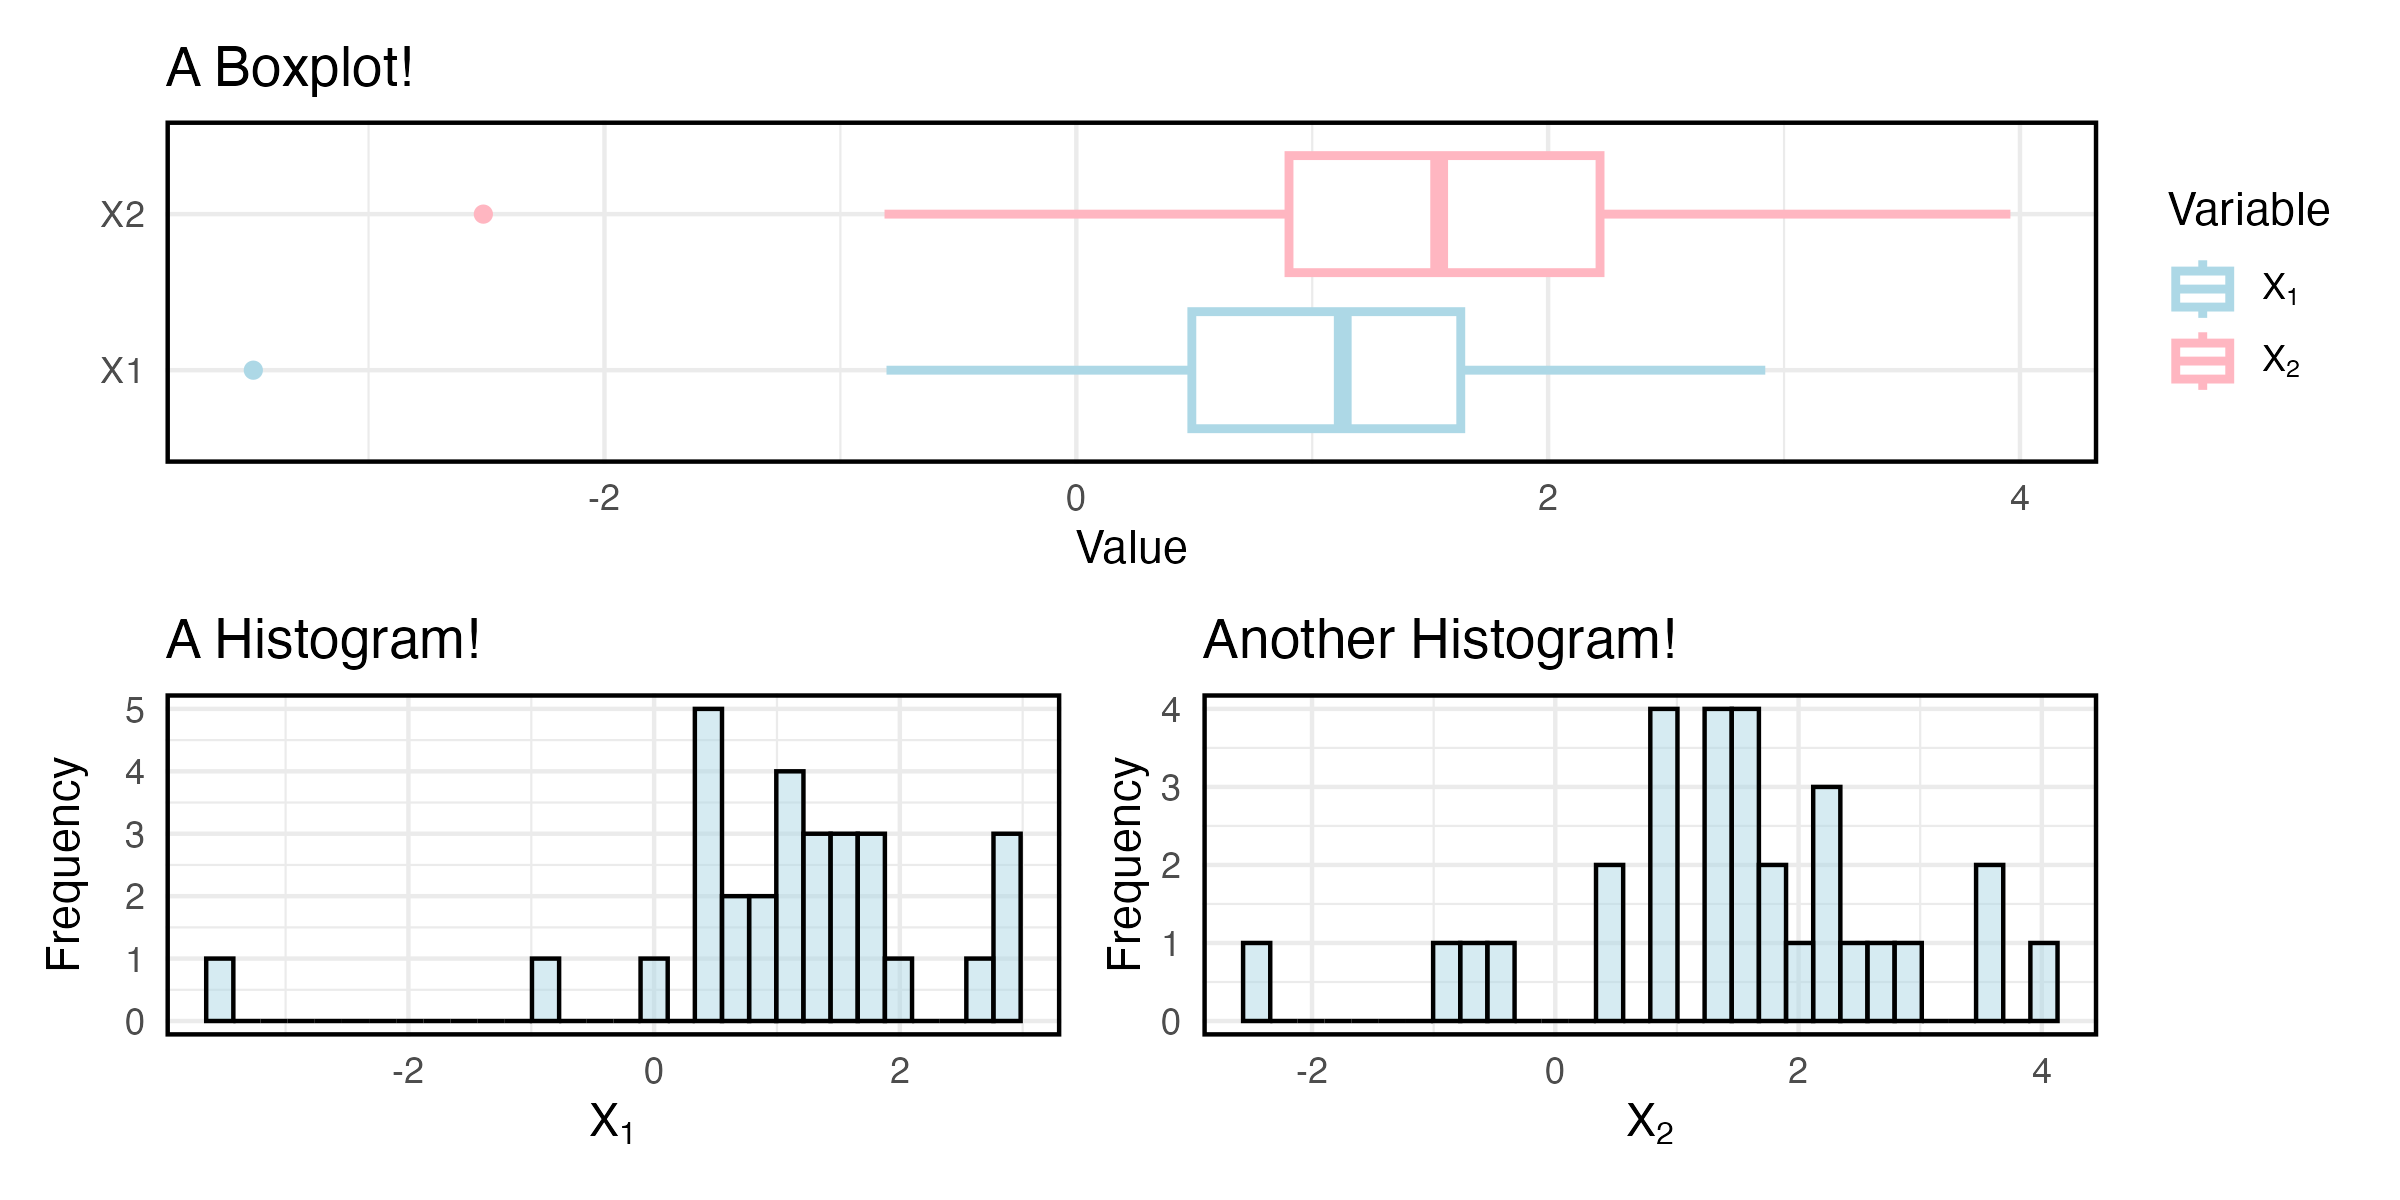 A Boxplot!
X2
X1
-2 0 2 4
Value
Variable
X₁
X₂
A Histogram!
5
4
3
2
1
0
Frequency
-2 0 2
X₁
Another Histogram!
4
3
2
1
0
Frequency
-2 0 2 4
X₂